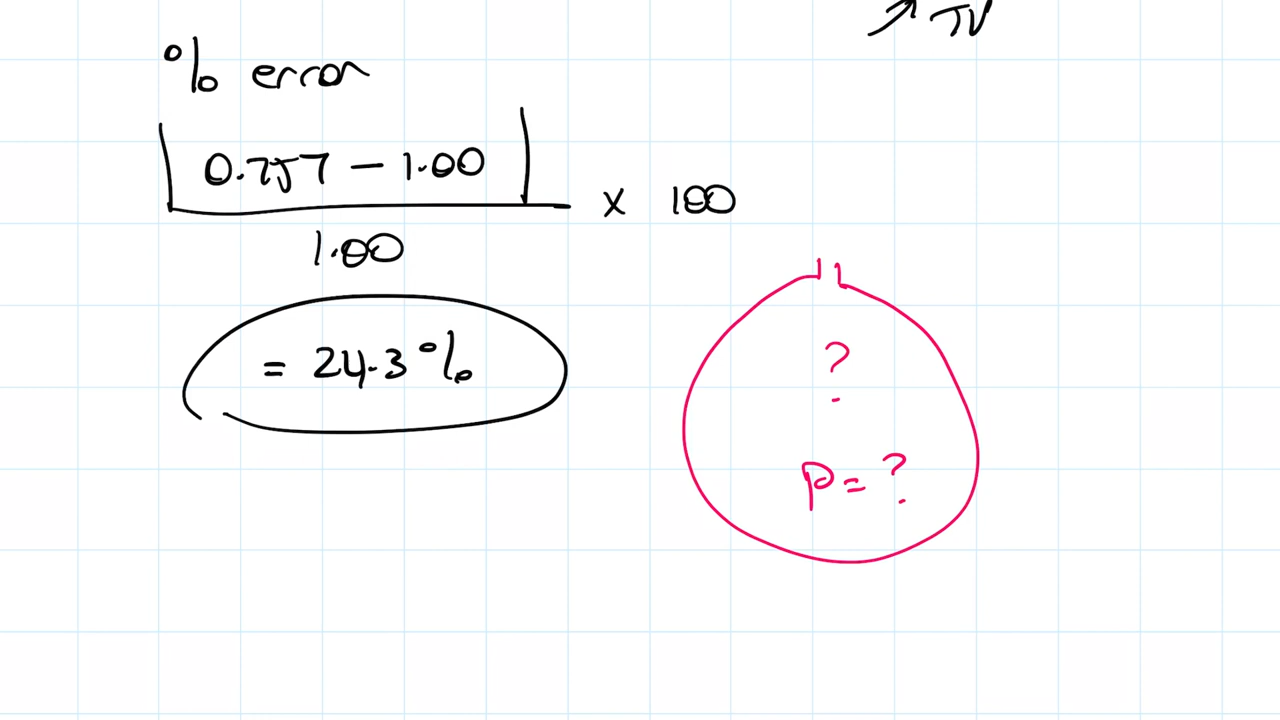 ↗ TV
% error
|0.757 - 1.00|
1.00
x 100
= 24.3 %
?
P = ?